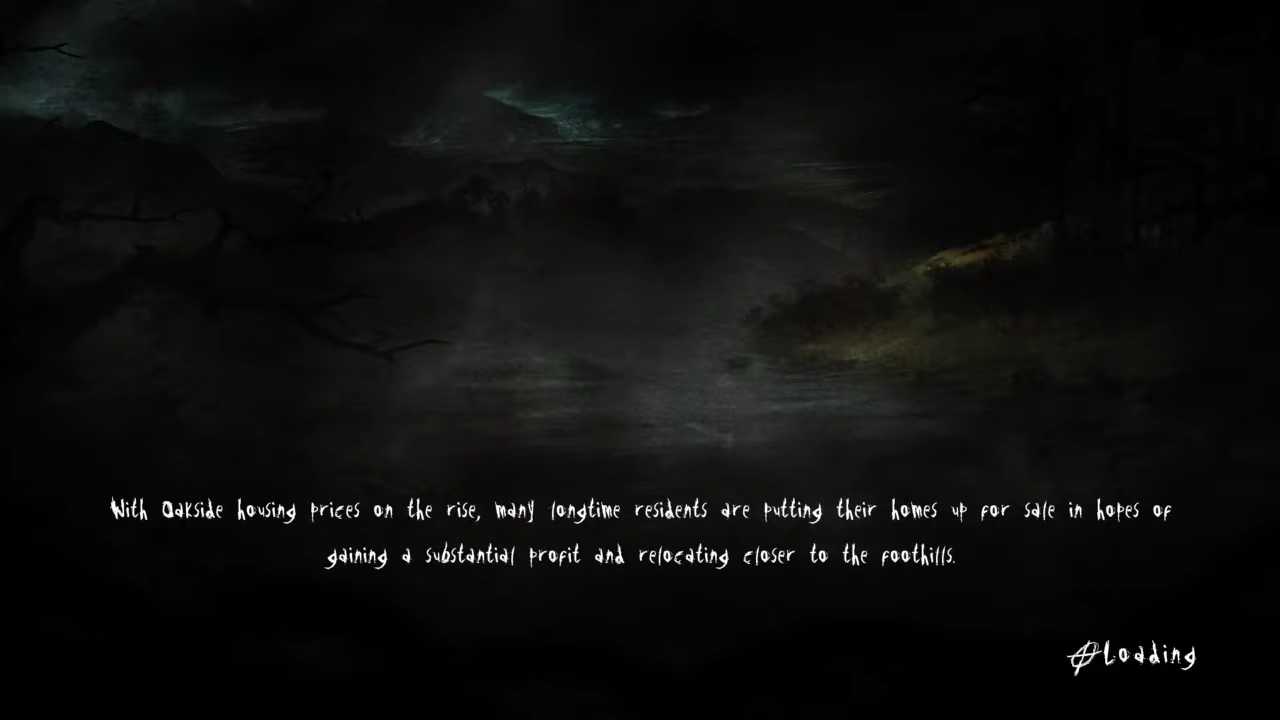 With Oakside housing prices on the rise, many longtime residents are putting their homes up for sale in hopes of
gaining a substantial profit and relocating closer to the foothills.
Loading